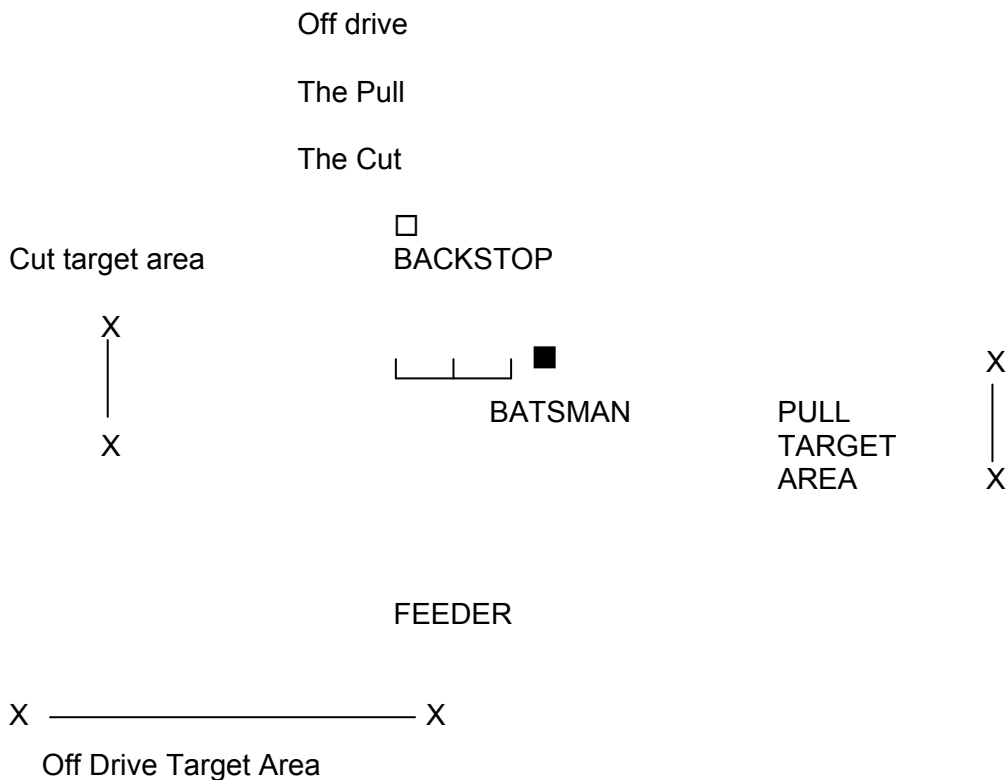 Off drive
The Pull
The Cut
Cut target area
BACKSTOP
X
X
BATSMAN
PULL
TARGET
AREA
X
X
FEEDER
X
X
Off Drive Target Area